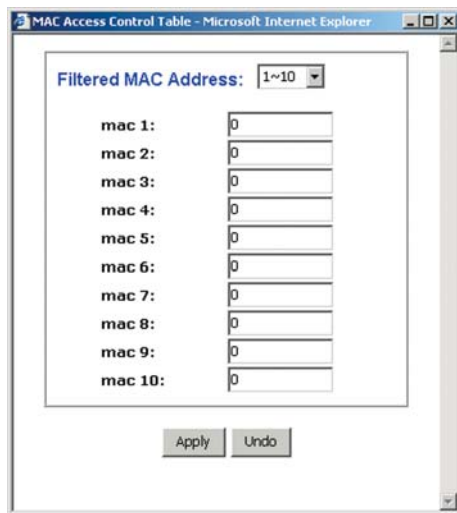 MAC Access Control Table - Microsoft Internet Explorer
Filtered MAC Address: 1~10
mac 1: 0
mac 2: 0
mac 3: 0
mac 4: 0
mac 5: 0
mac 6: 0
mac 7: 0
mac 8: 0
mac 9: 0
mac 10: 0
Apply Undo